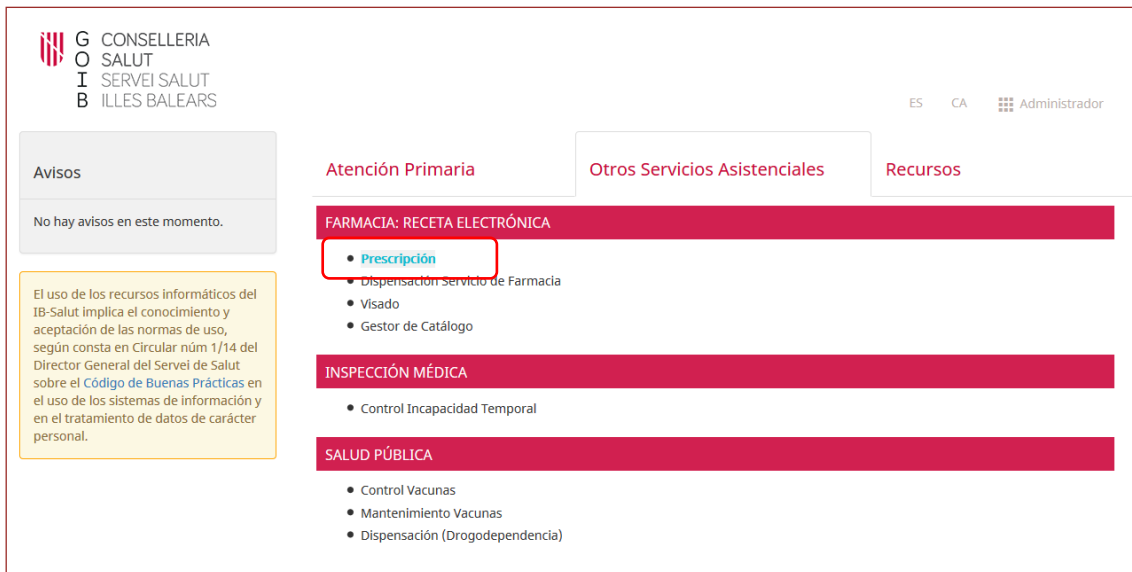 G CONSELLERIA
O SALUT
I SERVEI SALUT
B ILLES BALEARS
ES CA Administrador
Avisos
No hay avisos en este momento.
El uso de los recursos informáticos del
IB-Salut implica el conocimiento y
aceptación de las normas de uso,
según consta en Circular núm 1/14 del
Director General del Servei de Salut
sobre el Código de Buenas Prácticas en
el uso de los sistemas de información y
en el tratamiento de datos de carácter
personal.
Atención Primaria Otros Servicios Asistenciales Recursos
FARMACIA: RECETA ELECTRÓNICA
Prescripción
Dispensación Servicio de Farmacia
Visado
Gestor de Catálogo
INSPECCIÓN MÉDICA
Control Incapacidad Temporal
SALUD PÚBLICA
Control Vacunas
Mantenimiento Vacunas
Dispensación (Drogodependencia)